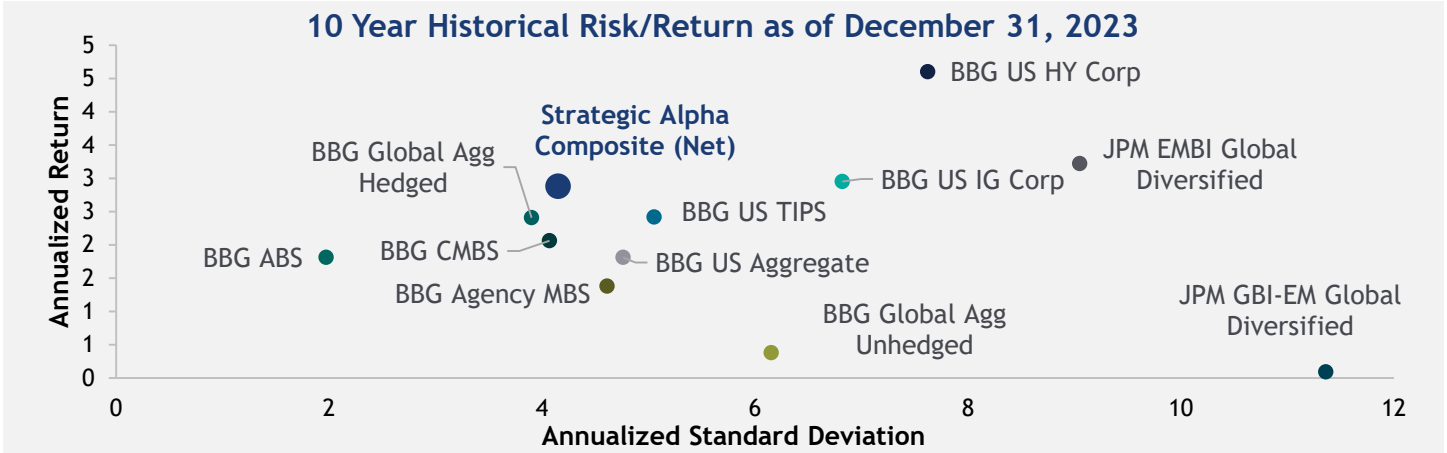 10 Year Historical Risk/Return as of December 31, 2023
Annualized Return
5
5
4
4
3
3
2
2
1
1
0
BBG US HY Corp
Strategic Alpha
Composite (Net)
BBG Global Agg
Hedged
JPM EMBI Global
Diversified
BBG US IG Corp
BBG US TIPS
BBG ABS
BBG CMBS
BBG US Aggregate
BBG Agency MBS
BBG Global Agg
Unhedged
JPM GBI-EM Global
Diversified
0
2
4
6
8
10
12
Annualized Standard Deviation